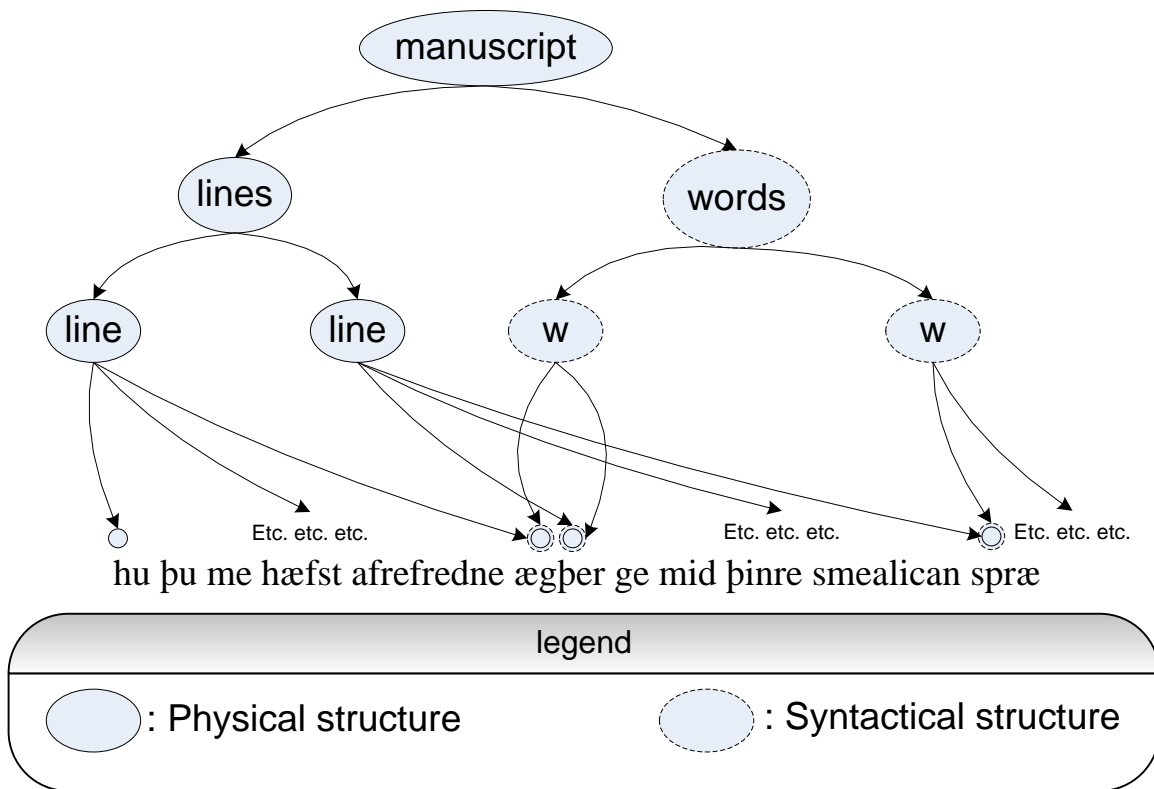 manuscript
lines
words
line
line
w
w
Etc. etc. etc.
Etc. etc. etc.
Etc. etc. etc.
hu þu me hæfst afrefredne ægþer ge mid þinre smealican spræ
legend
: Physical structure
: Syntactical structure